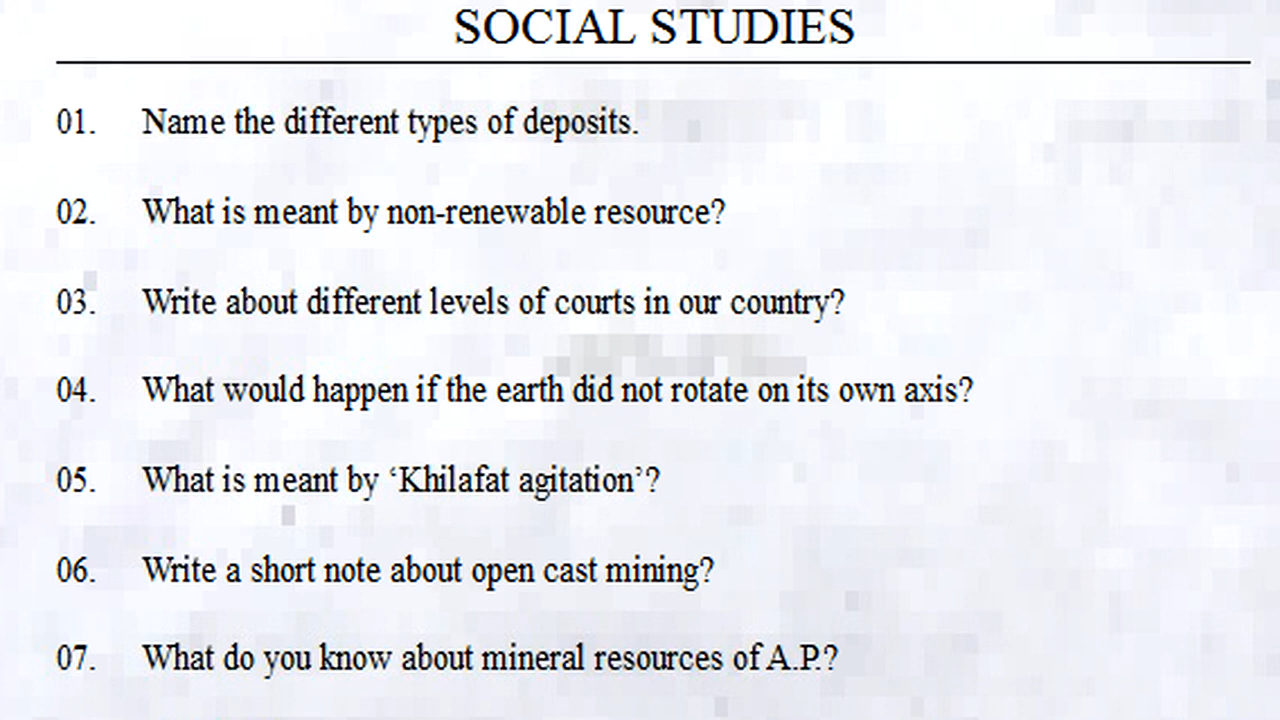 SOCIAL STUDIES
01. Name the different types of deposits.
02. What is meant by non-renewable resource?
03. Write about different levels of courts in our country?
04. What would happen if the earth did not rotate on its own axis?
05. What is meant by ‘Khilafat agitation’?
06. Write a short note about open cast mining?
07. What do you know about mineral resources of A.P.?